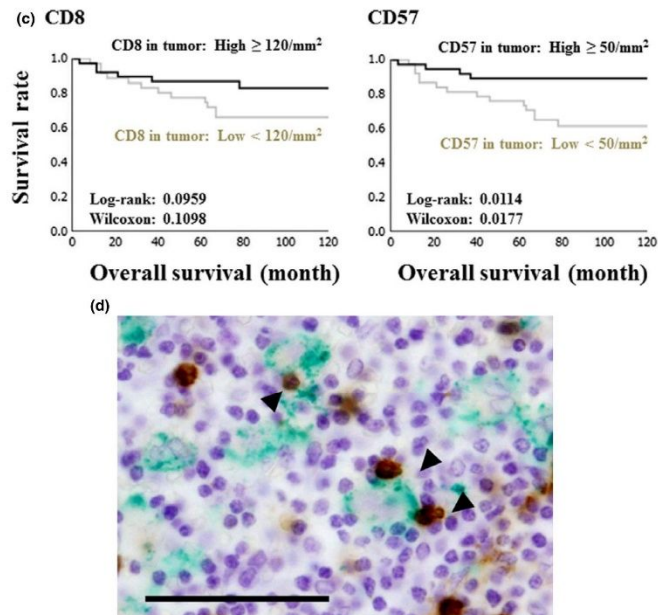 (c) CD8
CD8 in tumor: High ≥ 120/mm²
1.0
0.8
0.6
0.4
0.2
0.0
Survival rate
CD8 in tumor: Low < 120/mm²
Log-rank: 0.0959
Wilcoxon: 0.1098
0 20 40 60 80 100 120
Overall survival (month)
CD57
CD57 in tumor: High ≥ 50/mm²
1.0
0.8
0.6
0.4
0.2
0.0
CD57 in tumor: Low < 50/mm²
Log-rank: 0.0114
Wilcoxon: 0.0177
0 20 40 60 80 100 120
Overall survival (month)
(d)